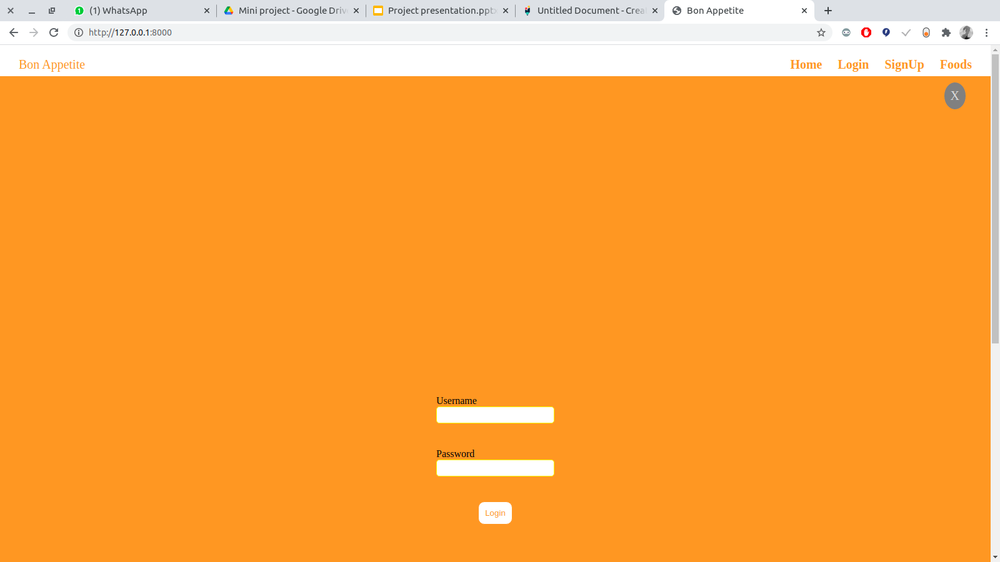 (1) WhatsApp
Mini project - Google Driv
Project presentation.pptx
Untitled Document - Crea
Bon Appetite
http://127.0.0.1:8000
Bon Appetite
Home Login SignUp Foods
X
Username
Password
Login